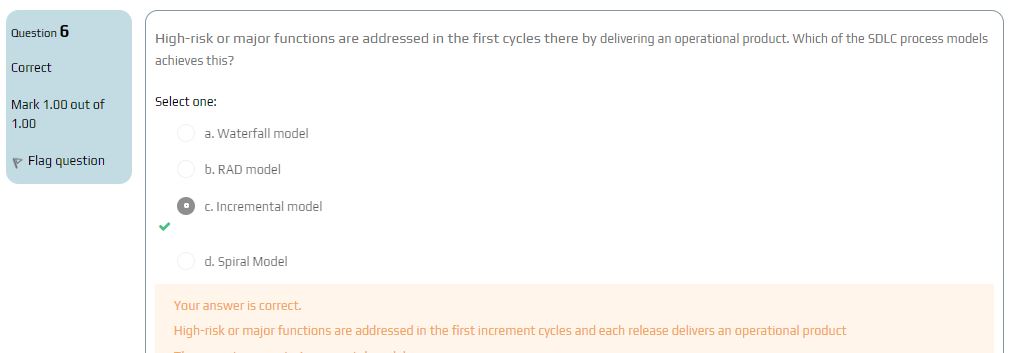 Question 6
Correct
Mark 1.00 out of
1.00
Flag question
High-risk or major functions are addressed in the first cycles there by delivering an operational product. Which of the SDLC process models
achieves this?
Select one:
a. Waterfall model
b. RAD model
c. Incremental model
d. Spiral Model
Your answer is correct.
High-risk or major functions are addressed in the first increment cycles and each release delivers an operational product